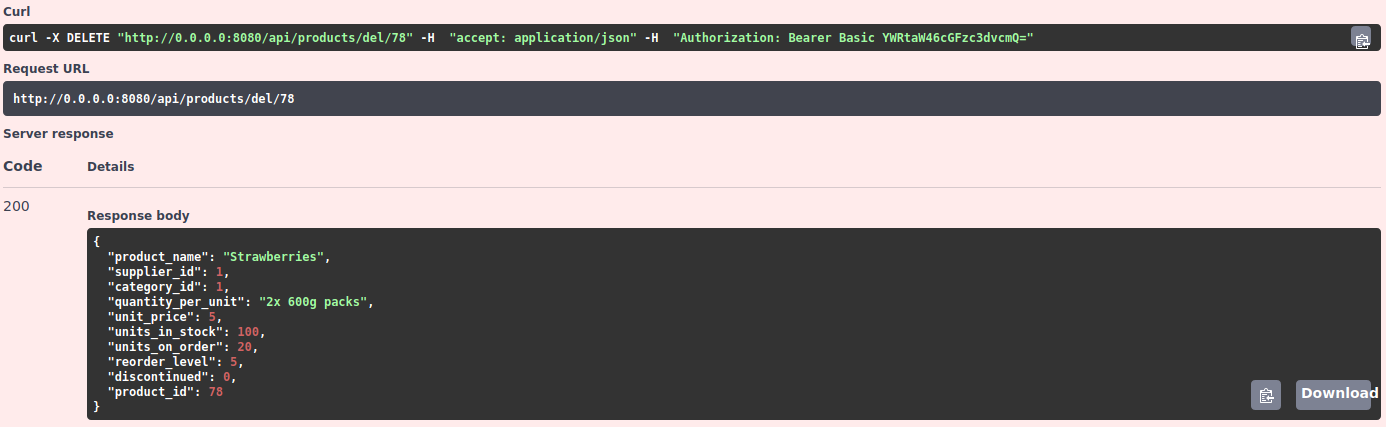 Curl
curl -X DELETE "http://0.0.0.0:8080/api/products/del/78" -H  "accept: application/json" -H  "Authorization: Bearer Basic YWRtaW46cGFzc3dvcmQ="
Request URL
http://0.0.0.0:8080/api/products/del/78
Server response
Code Details
200
Response body
{
  "product_name": "Strawberries",
  "supplier_id": 1,
  "category_id": 1,
  "quantity_per_unit": "2x 600g packs",
  "unit_price": 5,
  "units_in_stock": 100,
  "units_on_order": 20,
  "reorder_level": 5,
  "discontinued": 0,
  "product_id": 78
}
Download